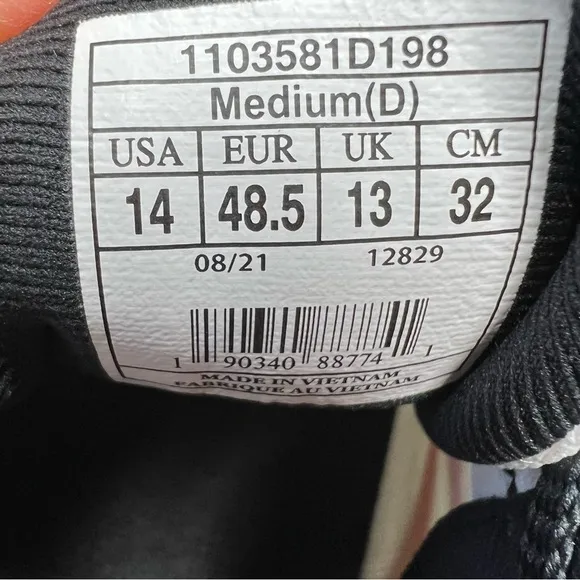 1103581D198
Medium(D)
USA EUR UK CM
14 48.5 13 32
08/21 12829
1 90340 88774 1
MADE IN VIETNAM
FABRIQUE AU VIETNAM